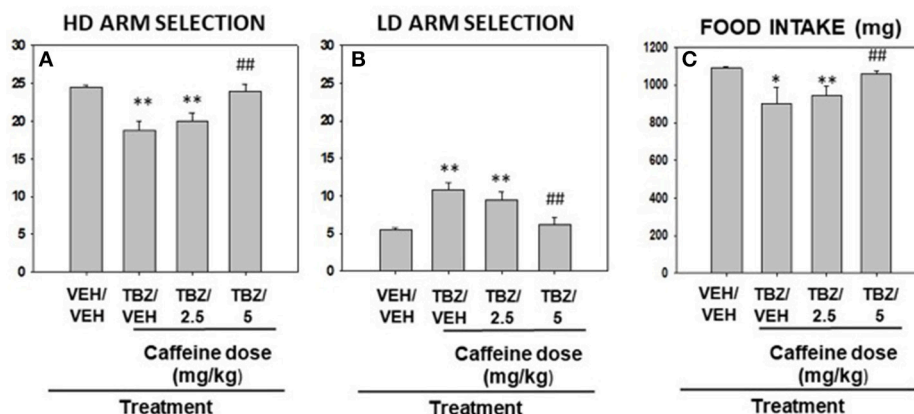 HD ARM SELECTION
A
30
25
20
15
10
5
0
**
**
##
VEH/ TBZ/ TBZ/ TBZ/
VEH VEH 2.5 5
Caffeine dose
(mg/kg)
Treatment
LD ARM SELECTION
B
30
25
20
15
10
5
0
**
**
##
VEH/ TBZ/ TBZ/ TBZ/
VEH VEH 2.5 5
Caffeine dose
(mg/kg)
Treatment
FOOD INTAKE (mg)
C
1200
1000
800
600
400
200
0
*
**
##
VEH/ TBZ/ TBZ/ TBZ/
VEH VEH 2.5 5
Caffeine dose
(mg/kg)
Treatment